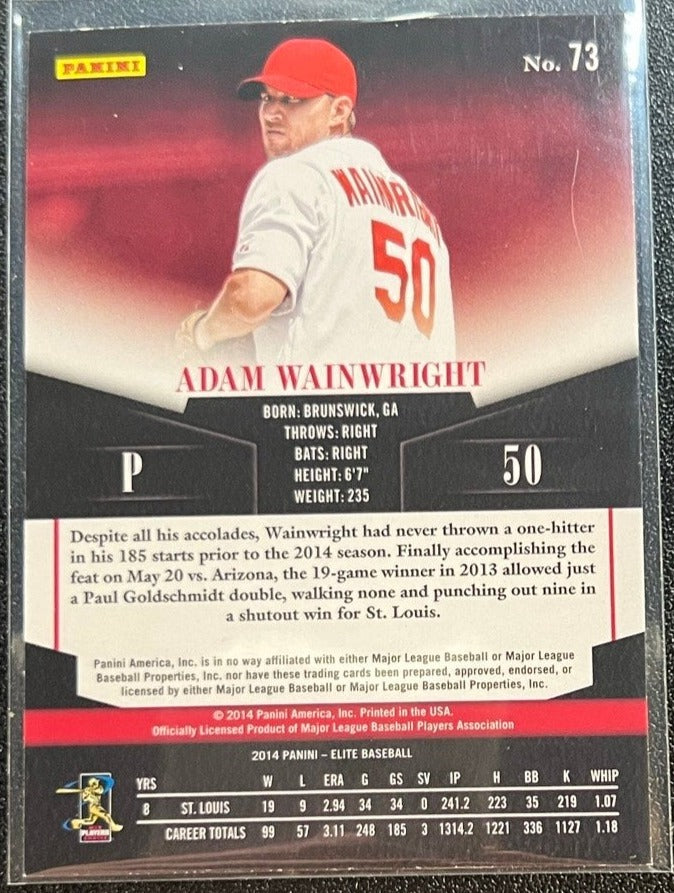 PANINI
No. 73
WAINWRIGHT
50
ADAM WAINWRIGHT
BORN: BRUNSWICK, GA
THROWS: RIGHT
BATS: RIGHT
HEIGHT: 6'7"
WEIGHT: 235
P
50
Despite all his accolades, Wainwright had never thrown a one-hitter
in his 185 starts prior to the 2014 season. Finally accomplishing the
feat on May 20 vs. Arizona, the 19-game winner in 2013 allowed just
a Paul Goldschmidt double, walking none and punching out nine in
a shutout win for St. Louis.
Panini America, Inc. is in no way affiliated with either Major League Baseball or Major League
Baseball Properties, Inc. nor have these trading cards been prepared, approved, endorsed, or
licensed by either Major League Baseball or Major League Baseball Properties, Inc.
© 2014 Panini America, Inc. Printed in the USA.
Officially Licensed Product of Major League Baseball Players Association
2014 PANINI – ELITE BASEBALL
YRS W L ERA G GS SV IP H BB K WHIP
8 ST. LOUIS 19 9 2.94 34 34 0 241.2 223 35 219 1.07
CAREER TOTALS 99 57 3.11 248 185 3 1314.2 1221 336 1127 1.18
PLAYERS